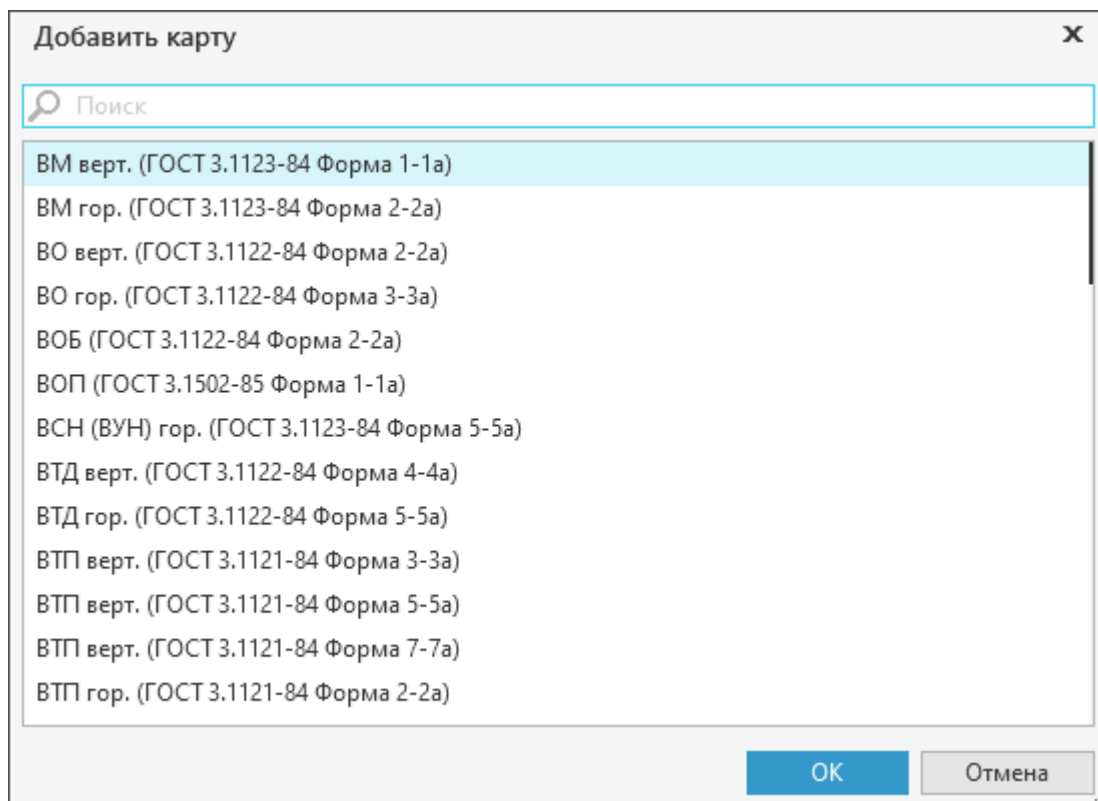 Добавить карту
x
Поиск
ВМ верт. (ГОСТ 3.1123-84 Форма 1-1а)
ВМ гор. (ГОСТ 3.1123-84 Форма 2-2а)
ВО верт. (ГОСТ 3.1122-84 Форма 2-2а)
ВО гор. (ГОСТ 3.1122-84 Форма 3-3а)
ВОБ (ГОСТ 3.1122-84 Форма 2-2а)
ВОП (ГОСТ 3.1502-85 Форма 1-1а)
ВСН (ВУН) гор. (ГОСТ 3.1123-84 Форма 5-5а)
ВТД верт. (ГОСТ 3.1122-84 Форма 4-4а)
ВТД гор. (ГОСТ 3.1122-84 Форма 5-5а)
ВТП верт. (ГОСТ 3.1121-84 Форма 3-3а)
ВТП верт. (ГОСТ 3.1121-84 Форма 5-5а)
ВТП верт. (ГОСТ 3.1121-84 Форма 7-7а)
ВТП гор. (ГОСТ 3.1121-84 Форма 2-2а)
ОК
Отмена